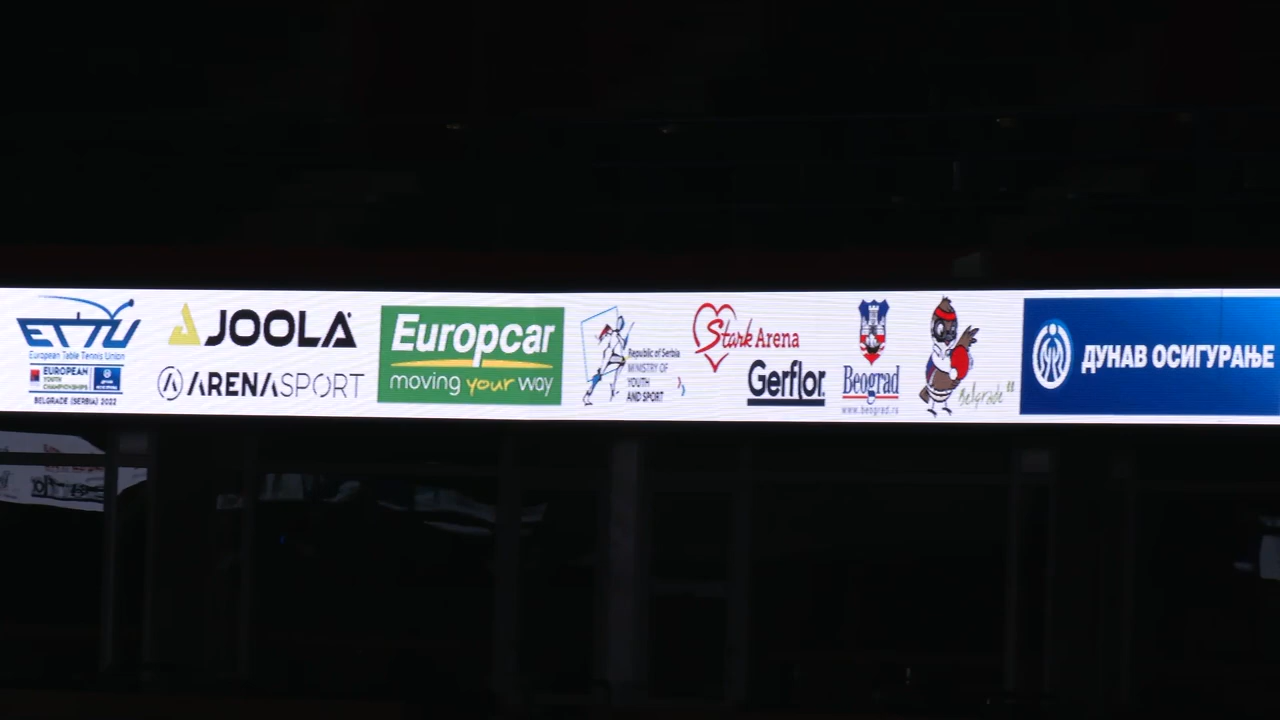 ETTU
European Table Tennis Union
EUROPEAN
YOUTH
CHAMPIONSHIPS
BELGRADE (SERBIA) 2022
JOOLA
ARENASPORT
Europcar
moving your way
Republic of Serbia
MINISTRY OF
YOUTH
AND SPORT
Stark Arena
Gerflor
Beograd
www.beograd.rs
Belgrade
ДУНАВ ОСИГУРАЊЕ